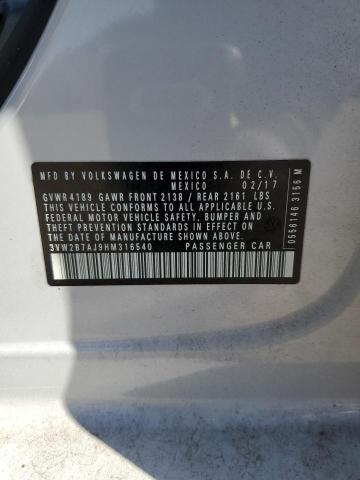 MFD BY VOLKSWAGEN DE MEXICO S.A. DE C.V.
MEXICO 02/17
GVWR 4189 GAWR FRONT 2138 / REAR 2161 LBS
THIS VEHICLE CONFORMS TO ALL APPLICABLE U.S.
FEDERAL MOTOR VEHICLE SAFETY, BUMPER, AND
THEFT PREVENTION STANDARDS IN EFFECT ON
THE DATE OF MANUFACTURE SHOWN ABOVE.
3VW2B7AJ9HM316540 PASSENGER CAR
0556146 3156 M